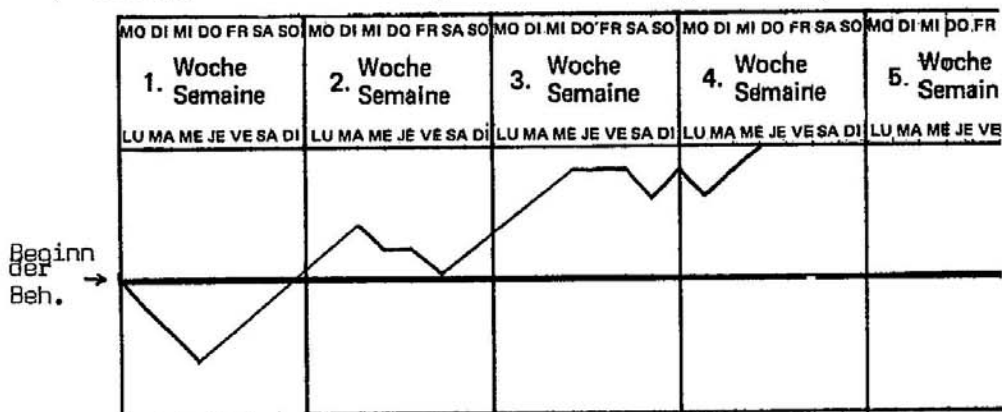 MO DI MI DO FR SA SO MO DI MI DO FR SA SO MO DI MI DO FR SA SO MO DI MI DO FR SA SO MO DI MI DO FR
1. Woche 2. Woche 3. Woche 4. Woche 5. Woche
Semaine Semaine Semaine Semaine Semain
LU MA ME JE VE SA DI LU MA ME JE VE SA DI LU MA ME JE VE SA DI LU MA ME JE VE SA DI LU MA ME JE VE
Beginn
der →
Beh.